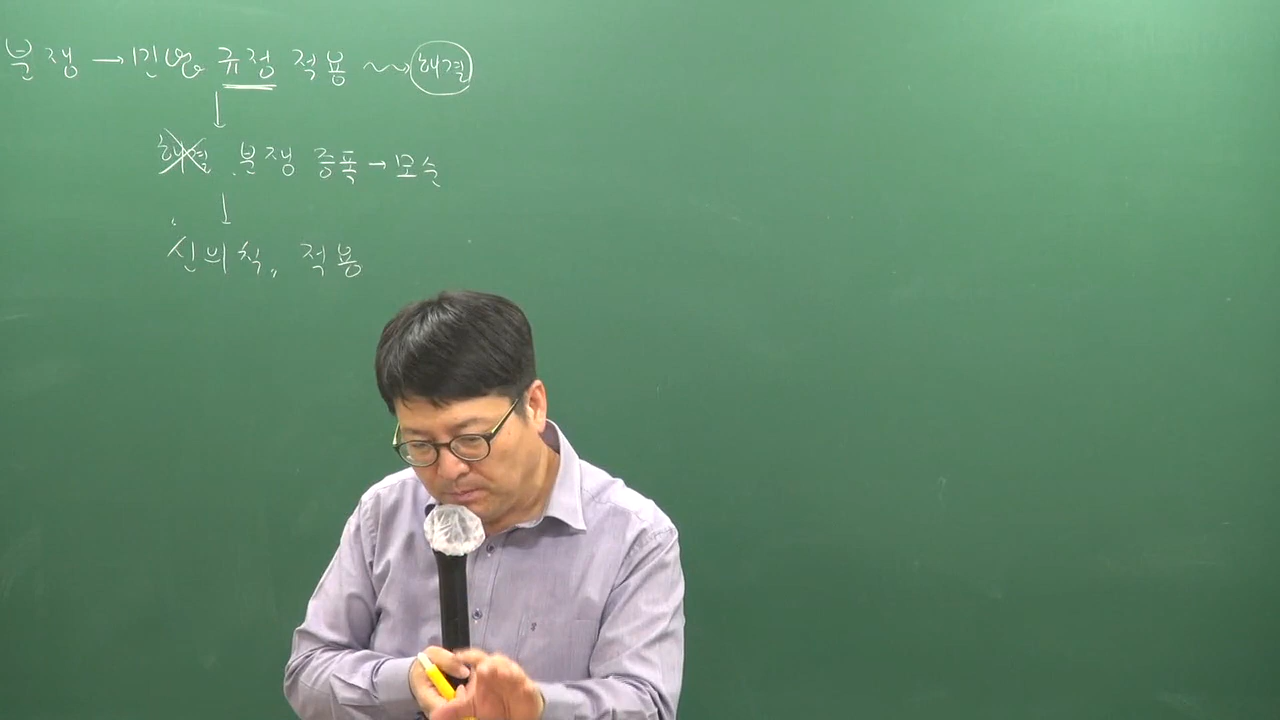 분쟁 → 민법 규정 적용 → 해결
↓
해결 분쟁 증폭 → 모순
↓
신의칙" 적용